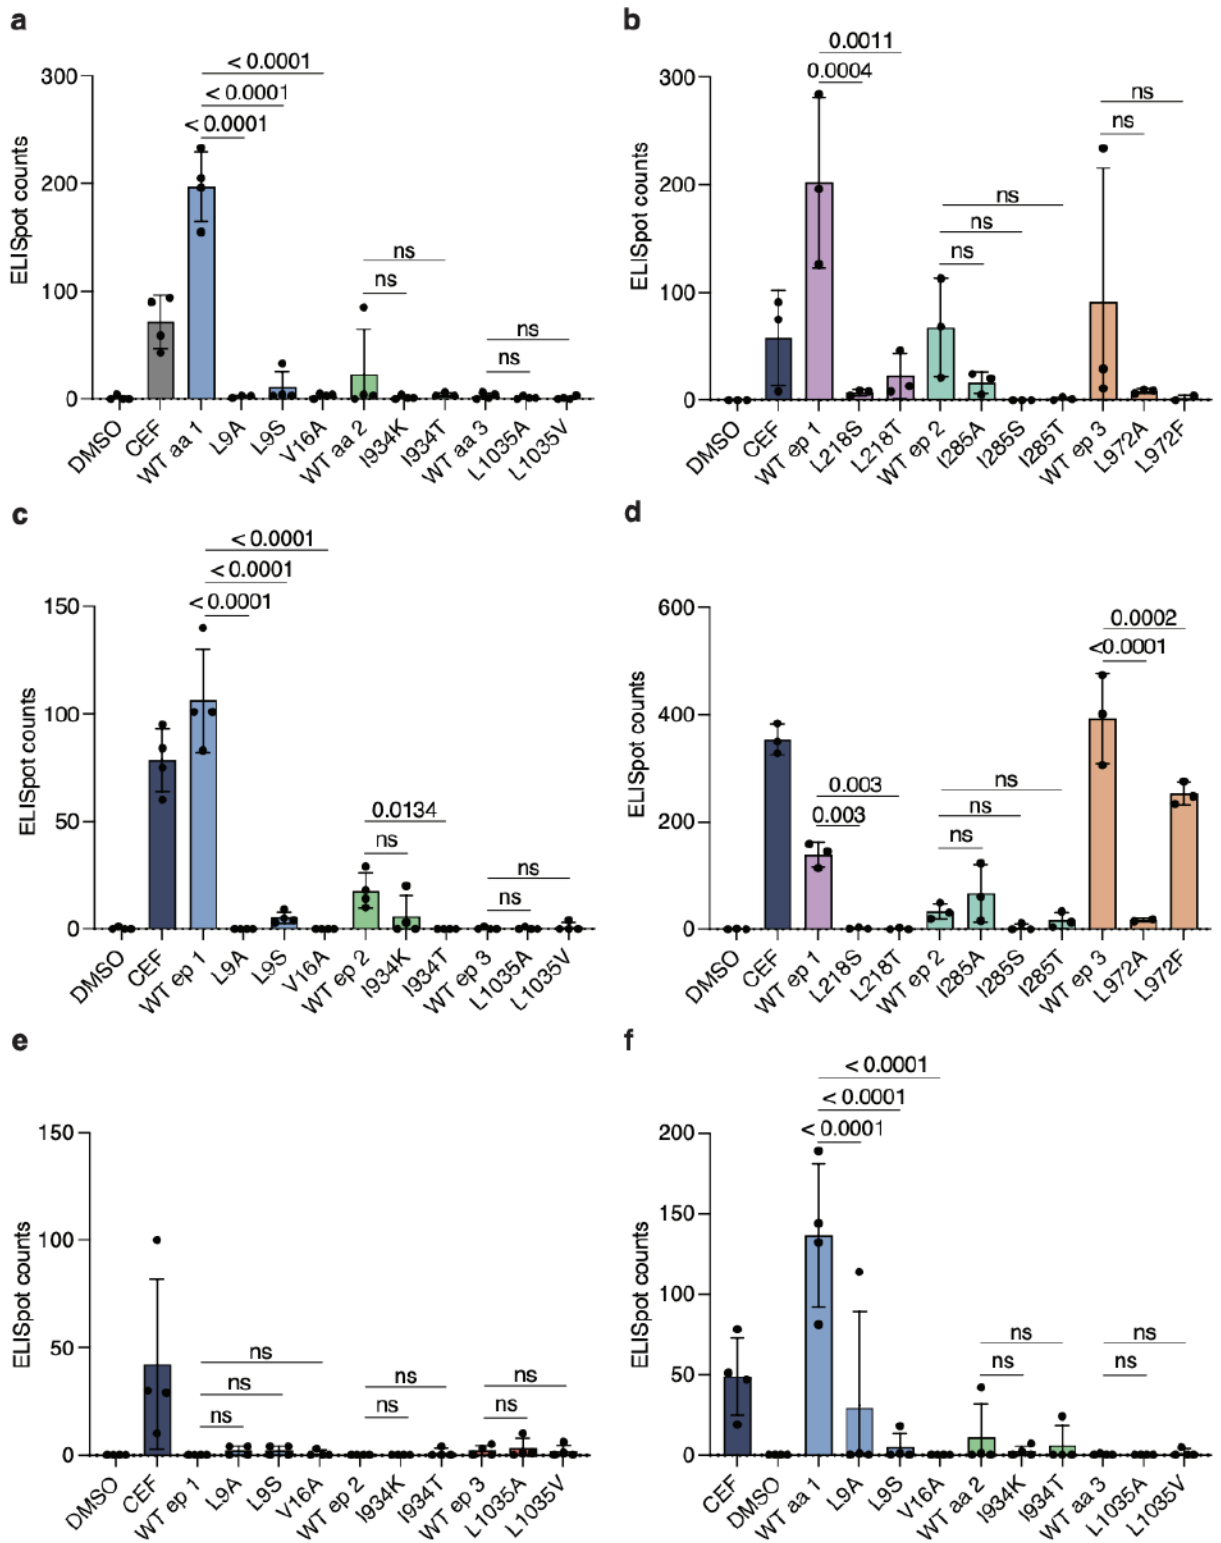 a
< 0.0001
< 0.0001
< 0.0001
ns
ns
ns
ns
300
200
100
0
ELISpot counts
DMSO
CEF
WT aa 1
L9A
L9S
V16A
WT aa 2
I934K
I934T
WT aa 3
L1035A
L1035V
b
0.0011
0.0004
ns
ns
ns
ns
ns
300
200
100
0
ELISpot counts
DMSO
CEF
WT ep 1
L218S
L218T
WT ep 2
I285A
I285S
I285T
WT ep 3
L972A
L972F
c
< 0.0001
< 0.0001
< 0.0001
0.0134
ns
ns
ns
150
100
50
0
ELISpot counts
DMSO
CEF
WT ep 1
L9A
L9S
V16A
WT ep 2
I934K
I934T
WT ep 3
L1035A
L1035V
d
0.0002
<0.0001
0.003
0.003
ns
ns
ns
600
400
200
0
ELISpot counts
DMSO
CEF
WT ep 1
L218S
L218T
WT ep 2
I285A
I285S
I285T
WT ep 3
L972A
L972F
e
ns
ns
ns
ns
ns
ns
ns
150
100
50
0
ELISpot counts
DMSO
CEF
WT ep 1
L9A
L9S
V16A
WT ep 2
I934K
I934T
WT ep 3
L1035A
L1035V
f
< 0.0001
< 0.0001
< 0.0001
ns
ns
ns
ns
200
150
100
50
0
ELISpot counts
CEF
DMSO
WT aa 1
L9A
L9S
V16A
WT aa 2
I934K
I934T
WT aa 3
L1035A
L1035V